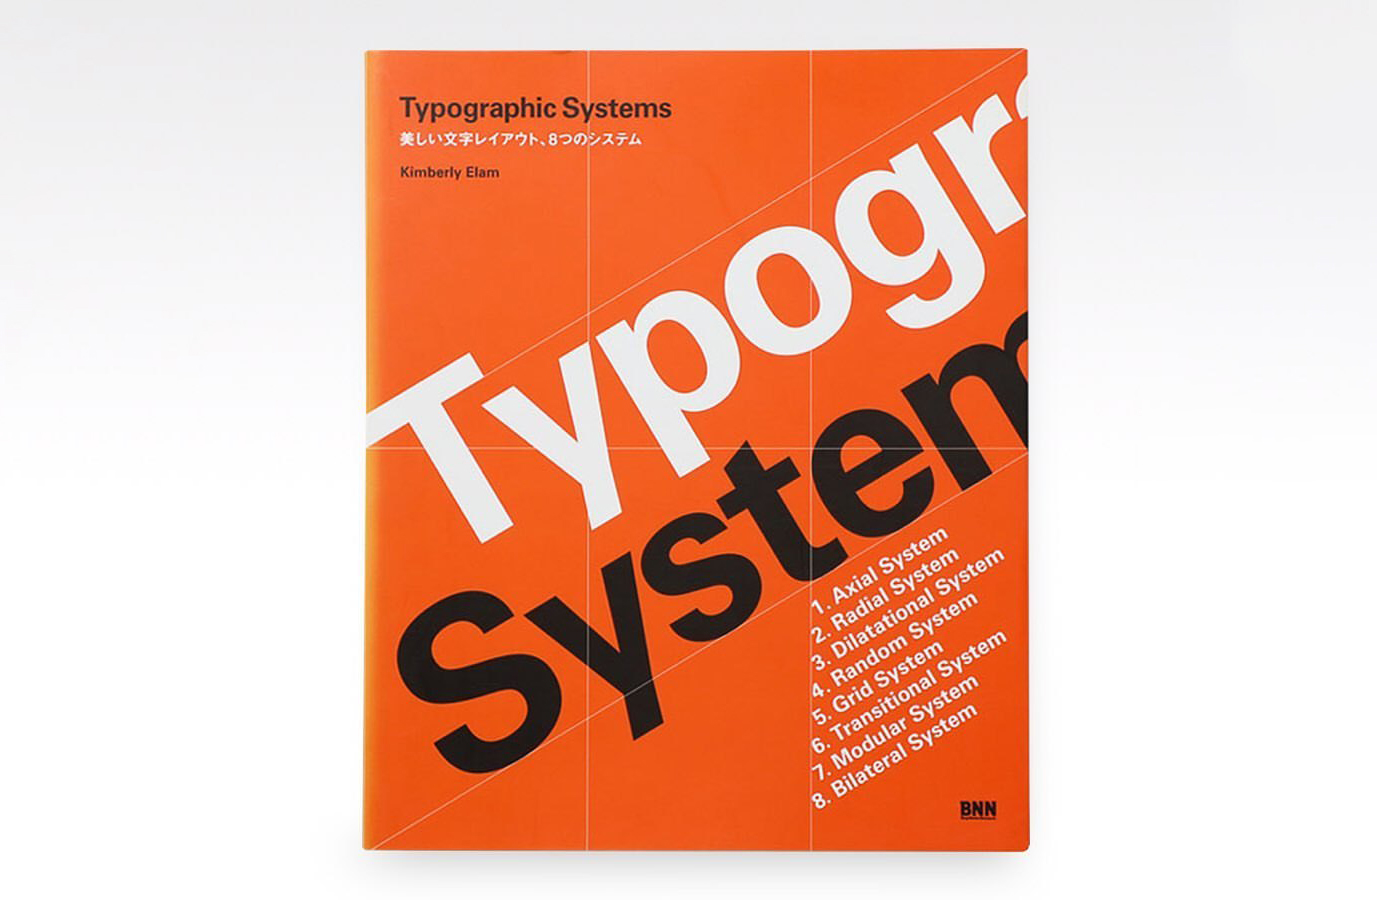 Typographic Systems
美しい文字レイアウト、8つのシステム
Kimberly Elam
Typogr
System
1. Axial System
2. Radial System
3. Dilatational System
4. Random System
5. Grid System
6. Transitional System
7. Modular System
8. Bilateral System
BNN